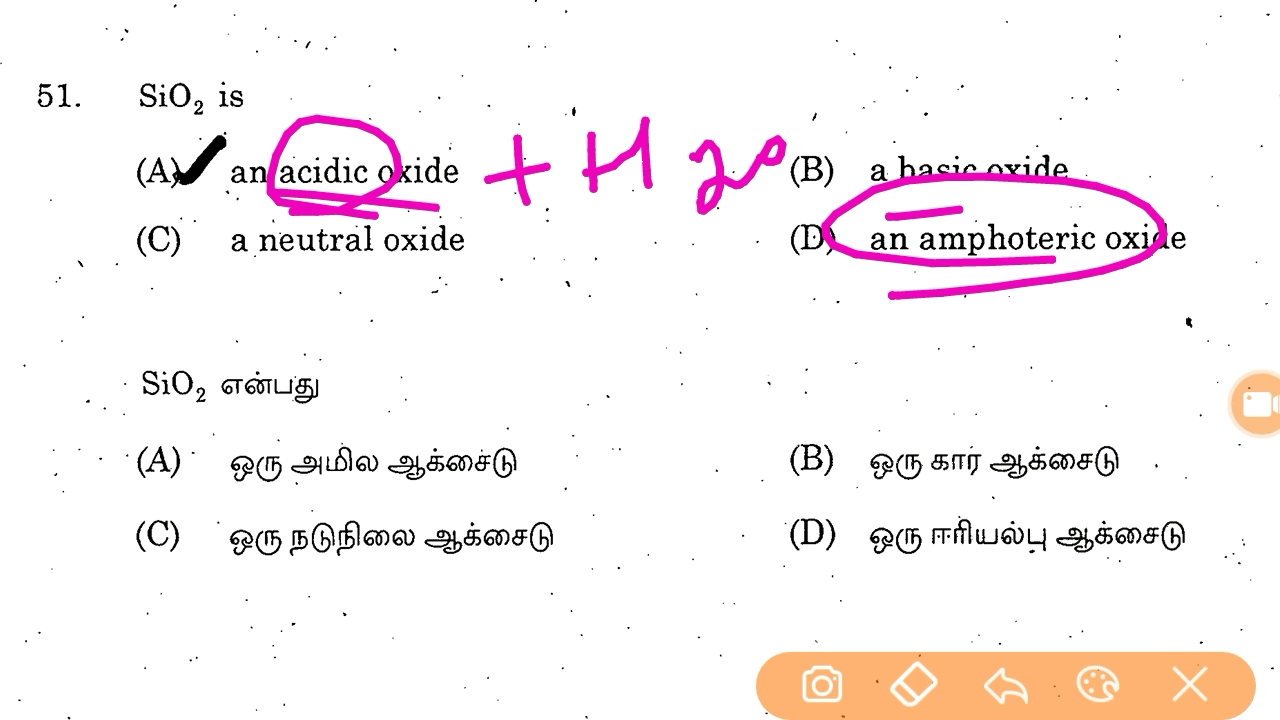 51. SiO₂ is
(A) an acidic oxide + H2o (B) a basic oxide
(C) a neutral oxide (D) an amphoteric oxide
SiO₂ என்பது
(A) ஒரு அமில ஆக்சைடு (B) ஒரு கார ஆக்சைடு
(C) ஒரு நடுநிலை ஆக்சைடு (D) ஒரு ஈரியல்பு ஆக்சைடு